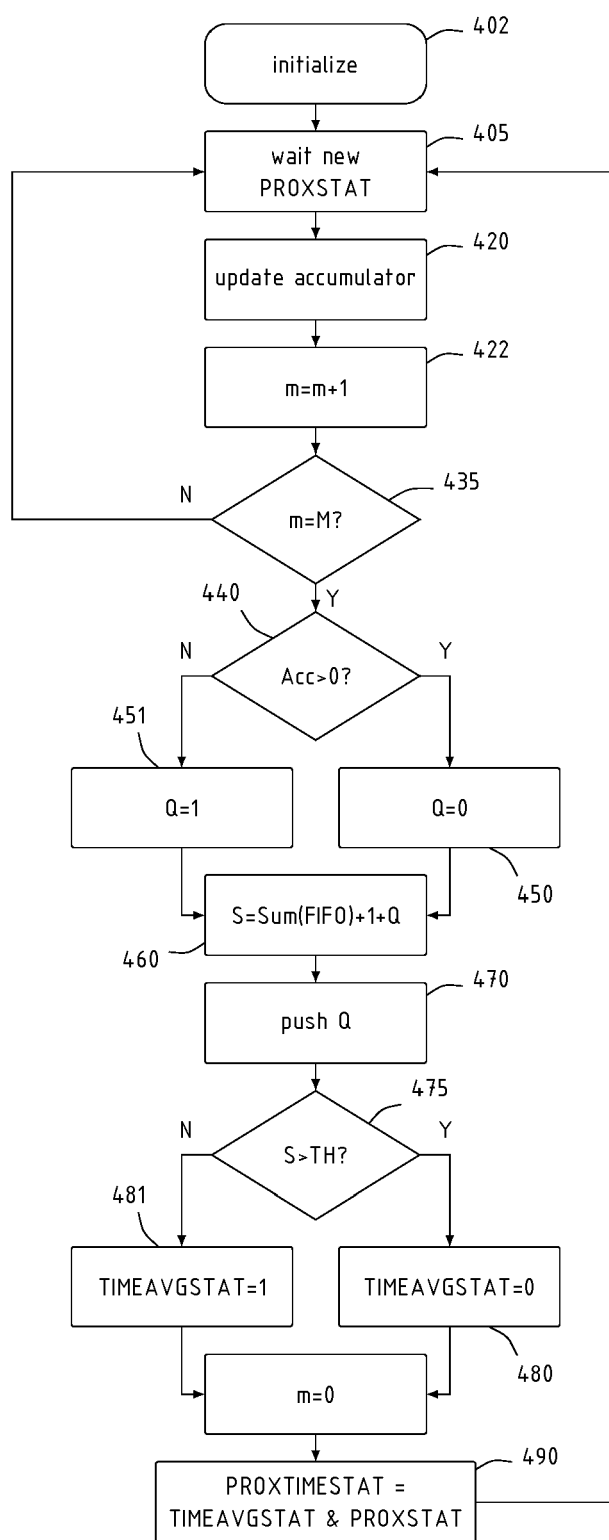 402
initialize
405
wait new
PROXSTAT
420
update accumulator
422
m=m+1
435
N
m=M?
Y
440
N
Y
Acc>0?
451
Q=1
Q=0
450
S=Sum(FIFO)+1+Q
460
470
push Q
475
N
Y
S>TH?
481
TIMEAVGSTAT=1
TIMEAVGSTAT=0
480
m=0
490
PROXTIMESTAT =
TIMEAVGSTAT & PROXSTAT